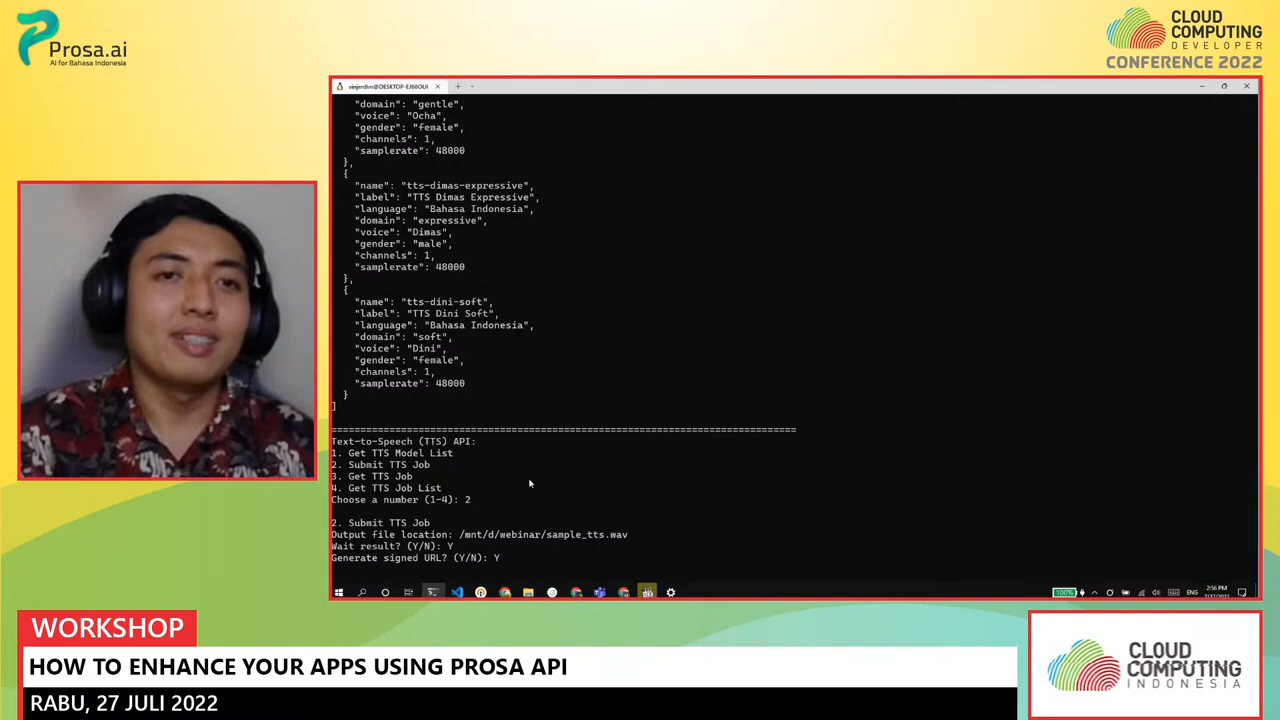 Prosa.ai
AI for Bahasa Indonesia
CLOUD
COMPUTING
DEVELOPER
CONFERENCE 2022
"domain": "gentle",
"voice": "Ocha",
"gender": "female",
"channels": 1,
"samplerate": 48000
},
{
"name": "tts-dimas-expressive",
"label": "TTS Dimas Expressive",
"language": "Bahasa Indonesia",
"domain": "expressive",
"voice": "Dimas",
"gender": "male",
"channels": 1,
"samplerate": 48000
},
{
"name": "tts-dini-soft",
"label": "TTS Dini Soft",
"language": "Bahasa Indonesia",
"domain": "soft",
"voice": "Dini",
"gender": "female",
"channels": 1,
"samplerate": 48000
}
]
================================================================================
Text-to-Speech (TTS) API:
1. Get TTS Model List
2. Submit TTS Job
3. Get TTS Job
4. Get TTS Job List
Choose a number (1-4): 2
2. Submit TTS Job
Output file location: /mnt/d/webinar/sample_tts.wav
Wait result? (Y/N): Y
Generate signed URL? (Y/N): Y
100%
ENG
2:56 PM
WORKSHOP
HOW TO ENHANCE YOUR APPS USING PROSA API
RABU, 27 JULI 2022
CLOUD
COMPUTING
INDONESIA